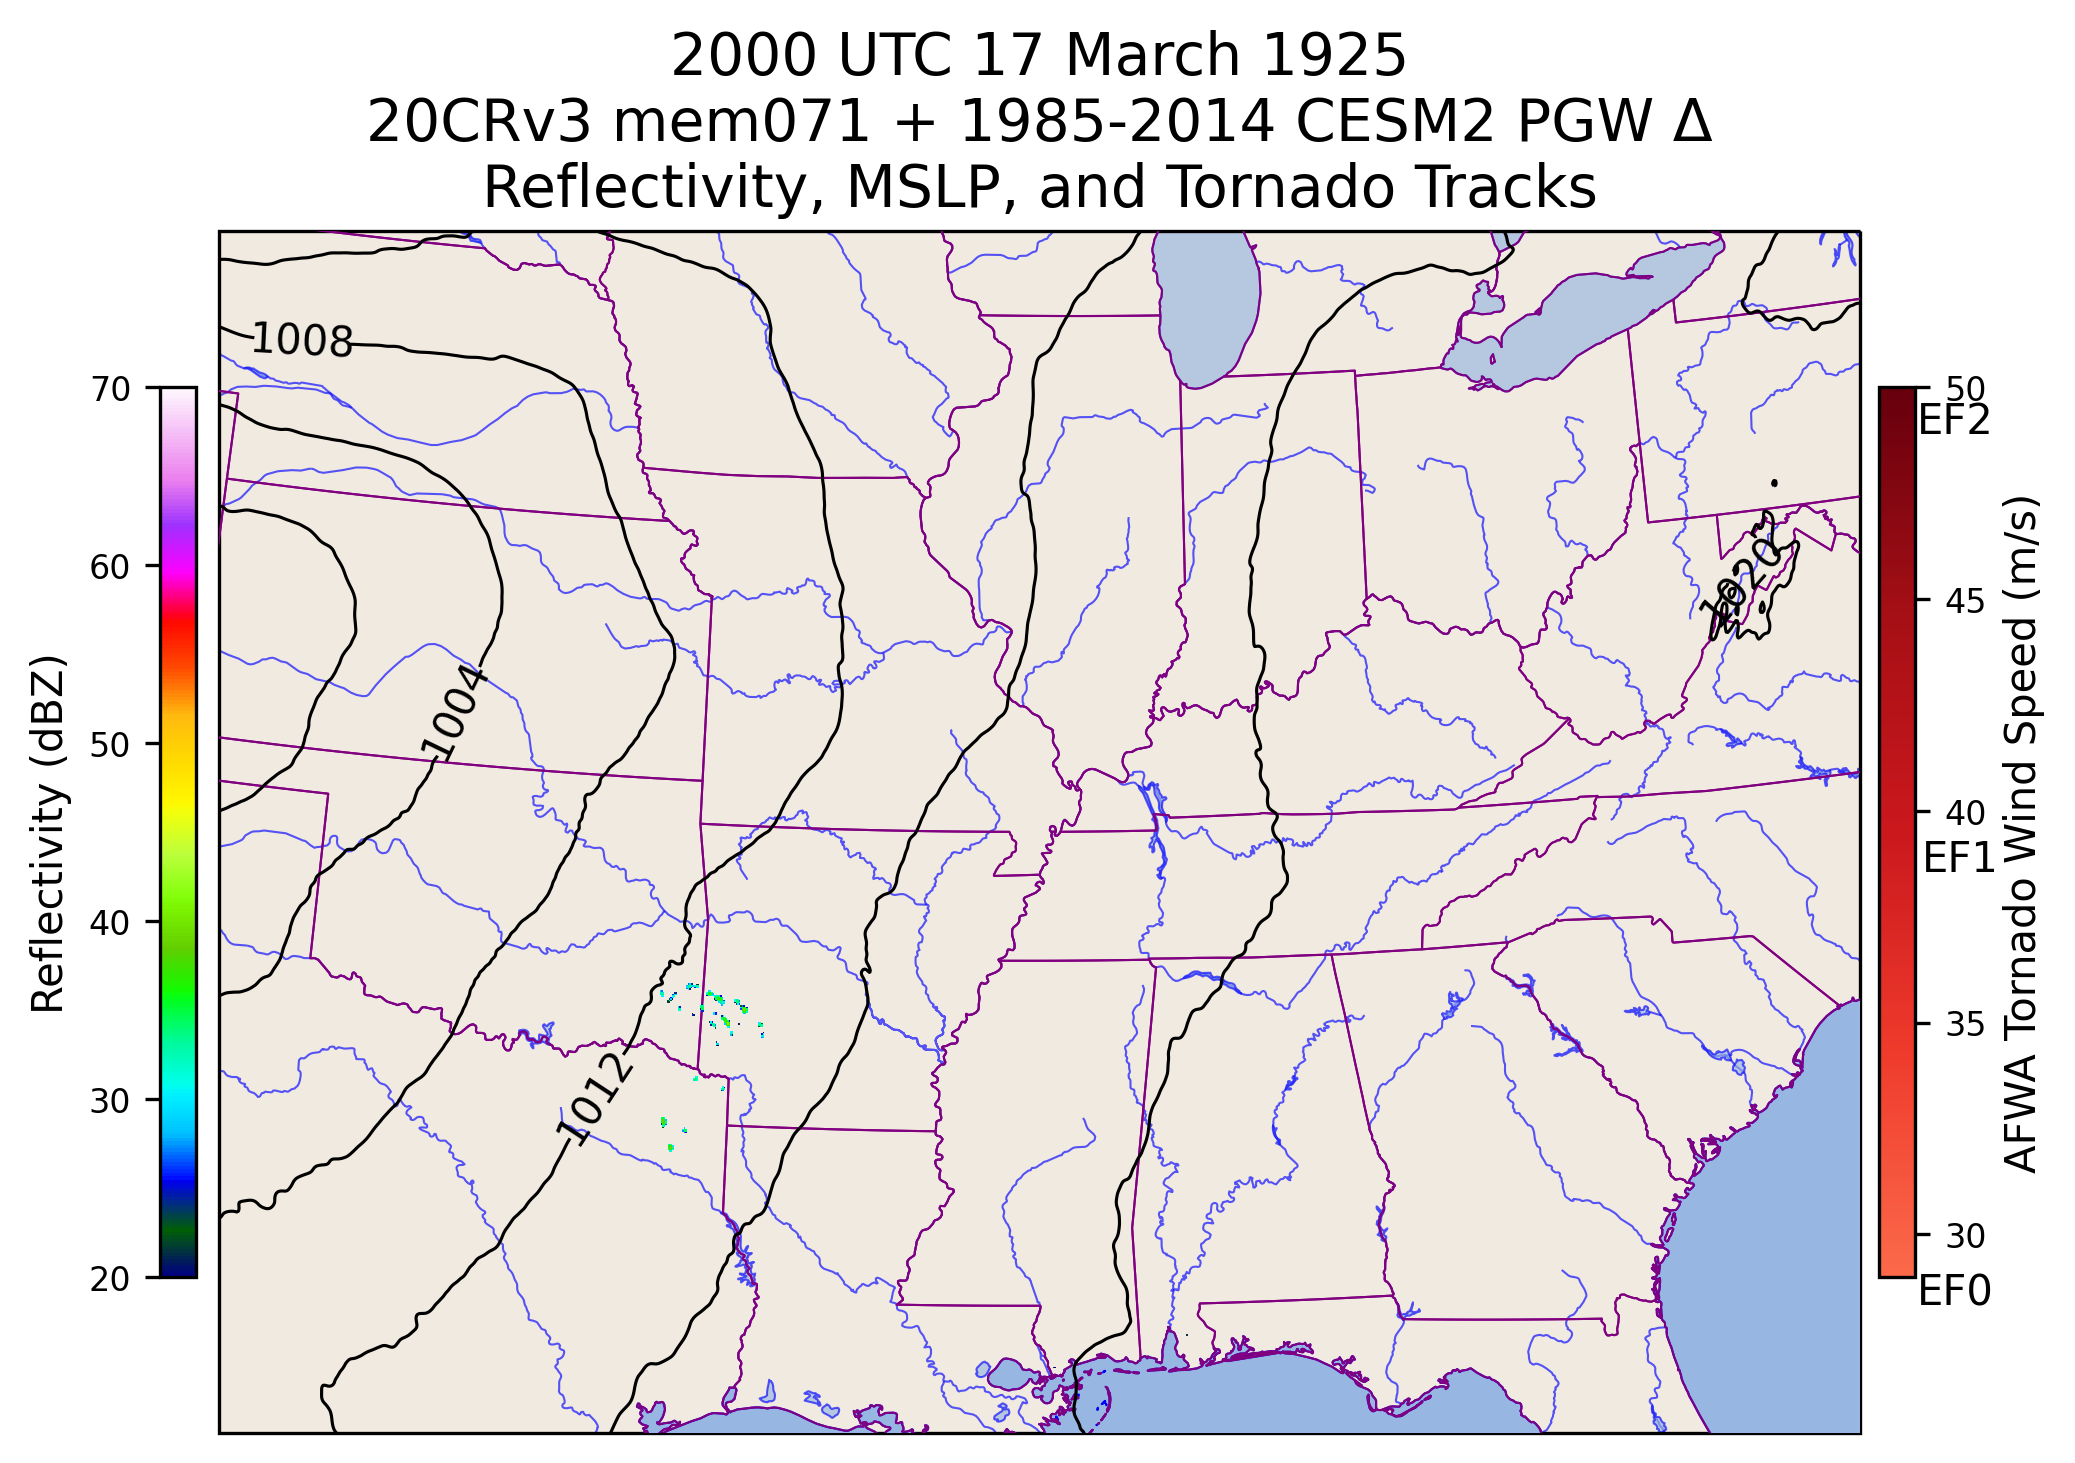 2000 UTC 17 March 1925
20CRv3 mem071 + 1985-2014 CESM2 PGW Δ
Reflectivity, MSLP, and Tornado Tracks
1008
1004
1012
1020
Reflectivity (dBZ)
70
60
50
40
30
20
50
EF2
45
40
EF1
35
30
EF0
AFWA Tornado Wind Speed (m/s)